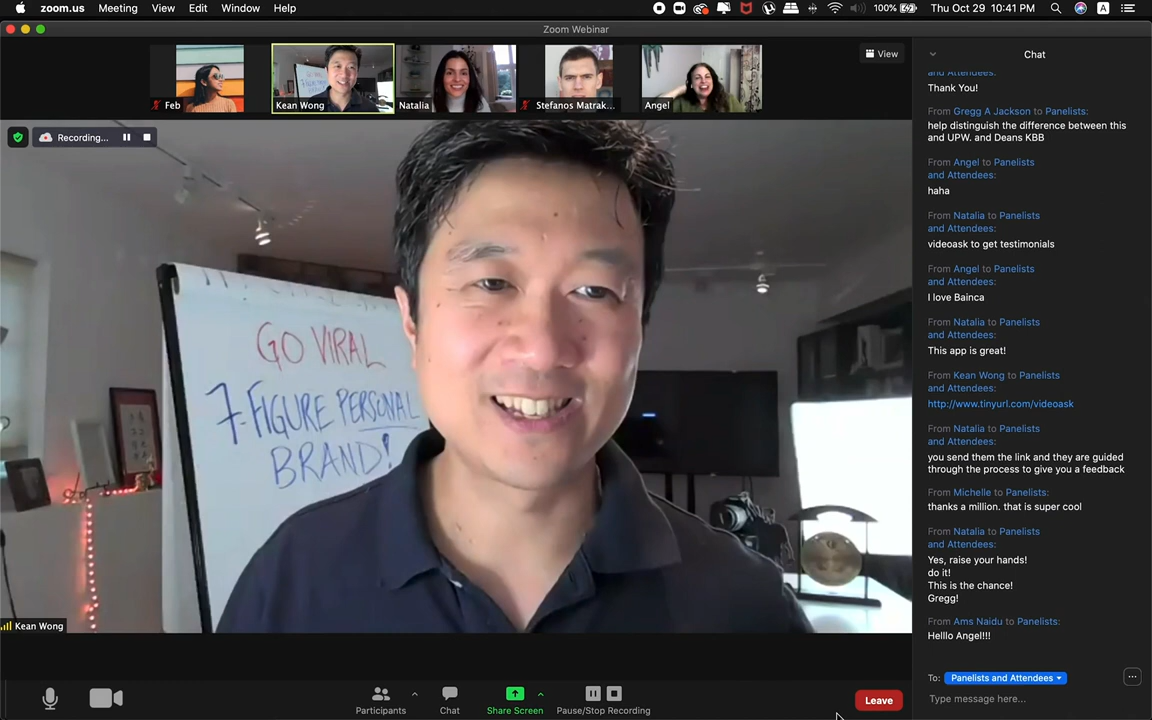 zoom.us Meeting View Edit Window Help
100% Thu Oct 29 10:41 PM A
Zoom Webinar
View
Feb
Kean Wong
Natalia
Stefanos Matrak...
Angel
Recording...
GO VIRAL
7-FIGURE PERSONAL
BRAND!
Kean Wong
Participants
Chat
Share Screen
Pause/Stop Recording
Leave
Chat
and Attendees:
Thank You!
From Gregg A Jackson to Panelists:
help distinguish the difference between this
and UPW. and Deans KBB
From Angel to Panelists
and Attendees:
haha
From Natalia to Panelists
and Attendees:
videoask to get testimonials
From Angel to Panelists
and Attendees:
I love Bainca
From Natalia to Panelists
and Attendees:
This app is great!
From Kean Wong to Panelists
and Attendees:
http://www.tinyurl.com/videoask
From Natalia to Panelists
and Attendees:
you send them the link and they are guided
through the process to give you a feedback
From Michelle to Panelists:
thanks a million. that is super cool
From Natalia to Panelists
and Attendees:
Yes, raise your hands!
do it!
This is the chance!
Gregg!
From Ams Naidu to Panelists:
Helllo Angel!!!
To: Panelists and Attendees
Type message here...